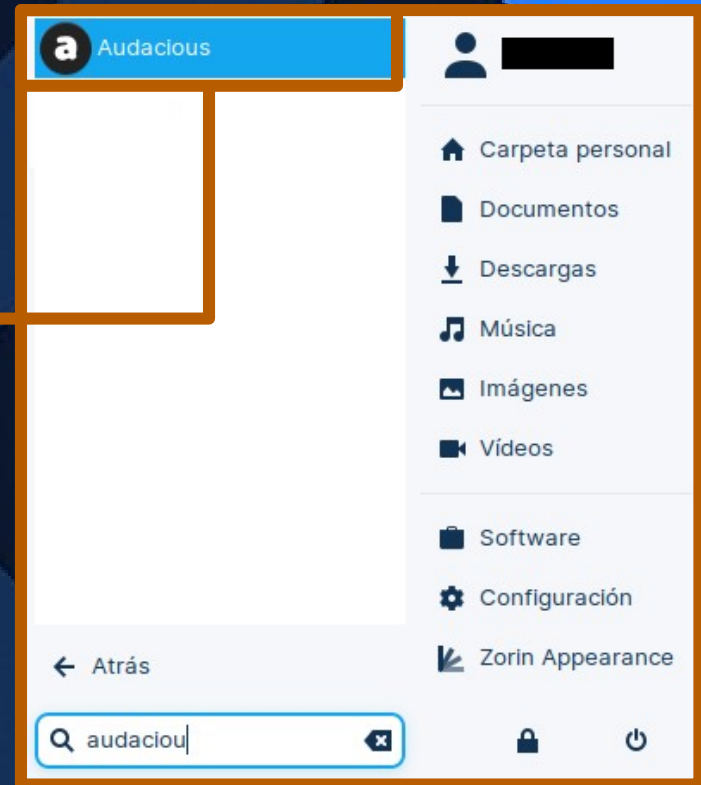 Audacious
Carpeta personal
Documentos
Descargas
Música
Imágenes
Vídeos
Software
Configuración
Zorin Appearance
Atrás
audaciou